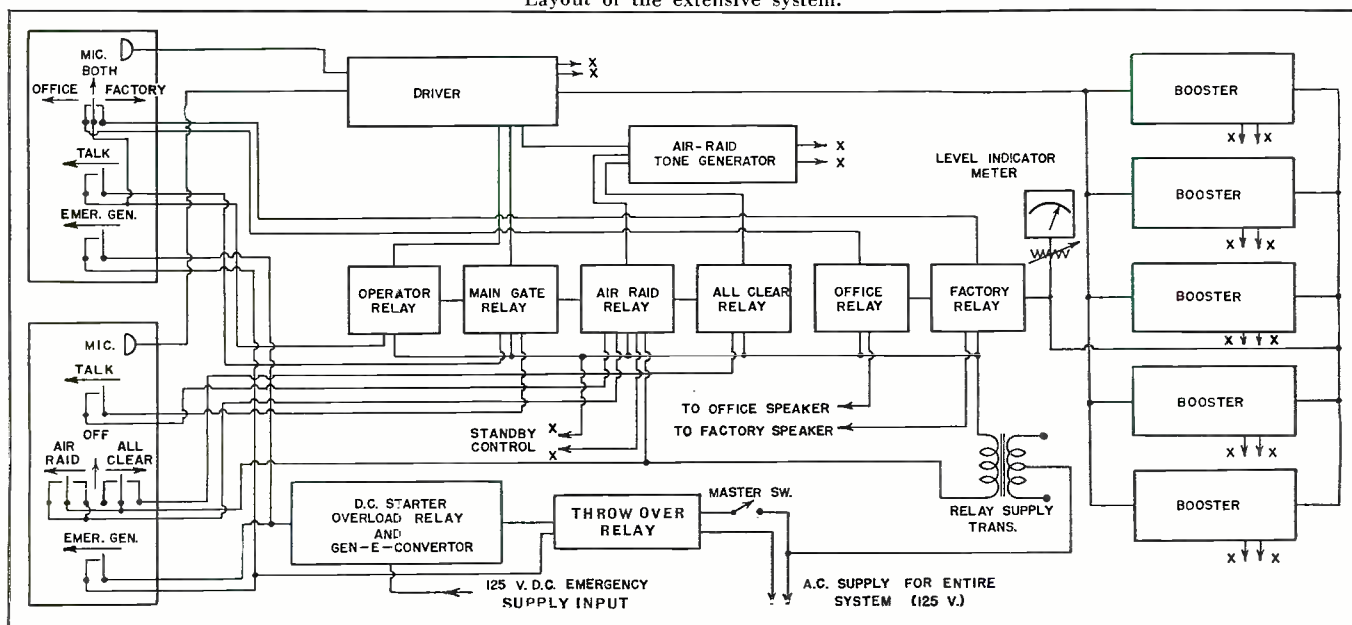 Layout of the extensive system.
MIC.
BOTH
OFFICE FACTORY
TALK
EMER. GEN.
MIC.
TALK
OFF
AIR RAID
ALL CLEAR
EMER. GEN.
DRIVER
X
X
AIR-RAID
TONE GENERATOR
X
X
LEVEL INDICATOR
METER
OPERATOR
RELAY
MAIN GATE
RELAY
AIR RAID
RELAY
ALL CLEAR
RELAY
OFFICE
RELAY
FACTORY
RELAY
STANDBY
CONTROL
X
X
TO OFFICE SPEAKER
TO FACTORY SPEAKER
RELAY SUPPLY
TRANS.
D.C. STARTER
OVERLOAD RELAY
AND
GEN-E-CONVERTOR
THROW OVER
RELAY
MASTER SW.
125 V. D.C. EMERGENCY
SUPPLY INPUT
A.C. SUPPLY FOR ENTIRE
SYSTEM (125 V.)
BOOSTER
X X
BOOSTER
X X
BOOSTER
X X
BOOSTER
X X
BOOSTER
X X